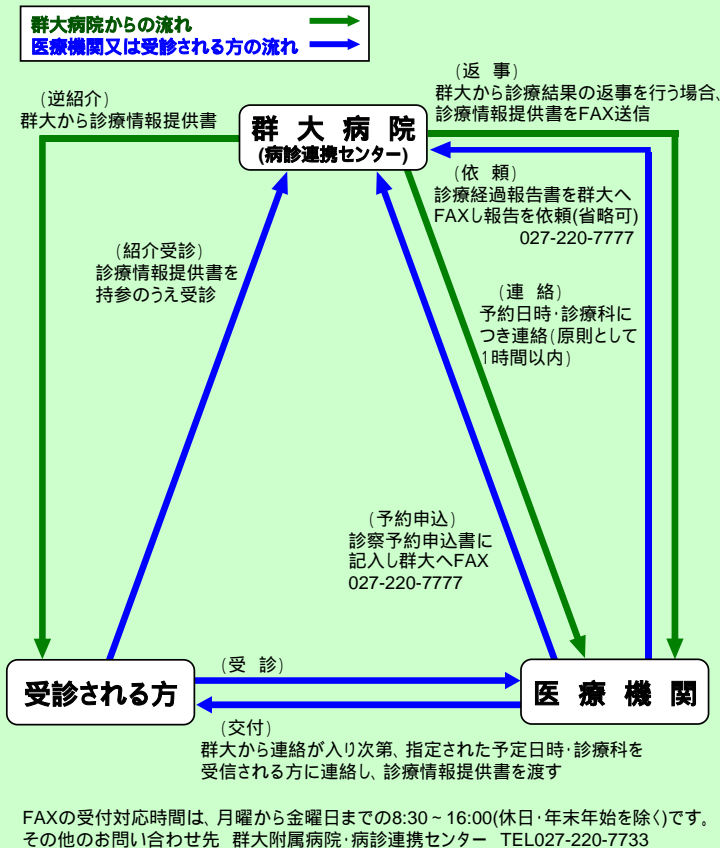 群大病院からの流れ
医療機関又は受診される方の流れ
(逆紹介)
群大から診療情報提供書
群大病院
(病診連携センター)
(返 事)
群大から診療結果の返事を行う場合、
診療情報提供書をFAX送信
(依 頼)
診療経過報告書を群大へ
FAXし報告を依頼(省略可)
027-220-7777
(紹介受診)
診療情報提供書を
持参のうえ受診
(連 絡)
予約日時・診療科に
つき連絡(原則として
1時間以内)
(予約申込)
診察予約申込書に
記入し群大へFAX
027-220-7777
受診される方
(受 診)
医療機関
(交付)
群大から連絡が入り次第、指定された予定日時・診療科を
受信される方に連絡し、診療情報提供書を渡す
FAXの受付対応時間は、月曜から金曜日までの8:30～16:00(休日・年末年始を除く)です。
その他のお問い合わせ先 群大附属病院・病診連携センター TEL027-220-7733